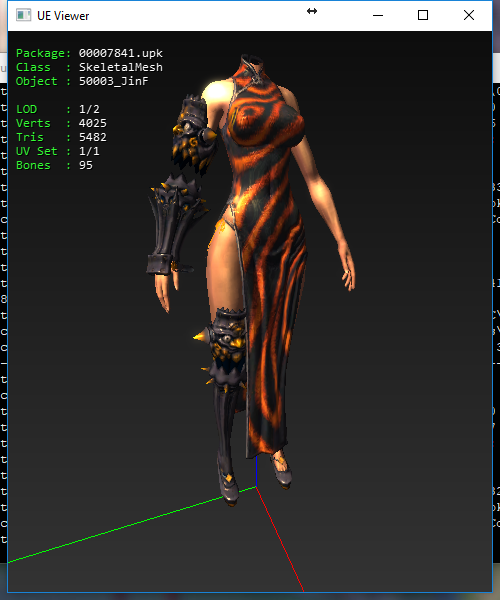 UE Viewer
Package: 00007841.upk
Class  : SkeletalMesh
Object : 50003_JinF
LOD    : 1/2
Verts  : 4025
Tris   : 5482
UV Set : 1/1
Bones  : 95